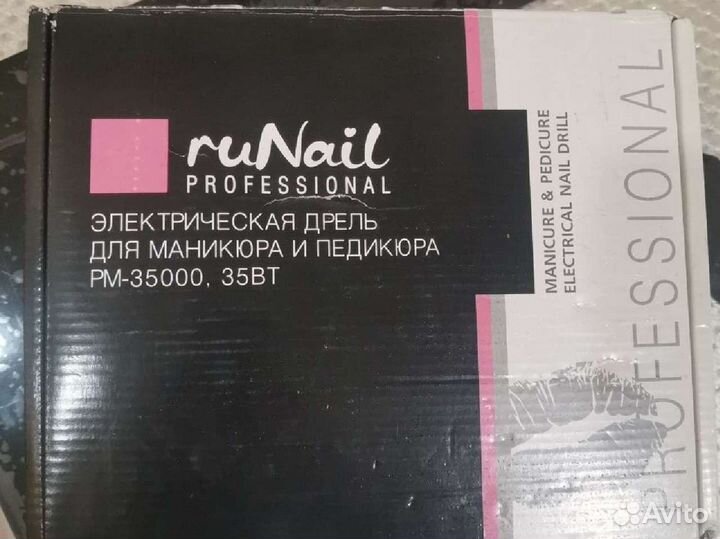 ruNail
PROFESSIONAL
ЭЛЕКТРИЧЕСКАЯ ДРЕЛЬ
ДЛЯ МАНИКЮРА И ПЕДИКЮРА
РМ-35000, 35ВТ
MANICURE & PEDICURE
ELECTRICAL NAIL DRILL
PROFESSIONAL
Avito